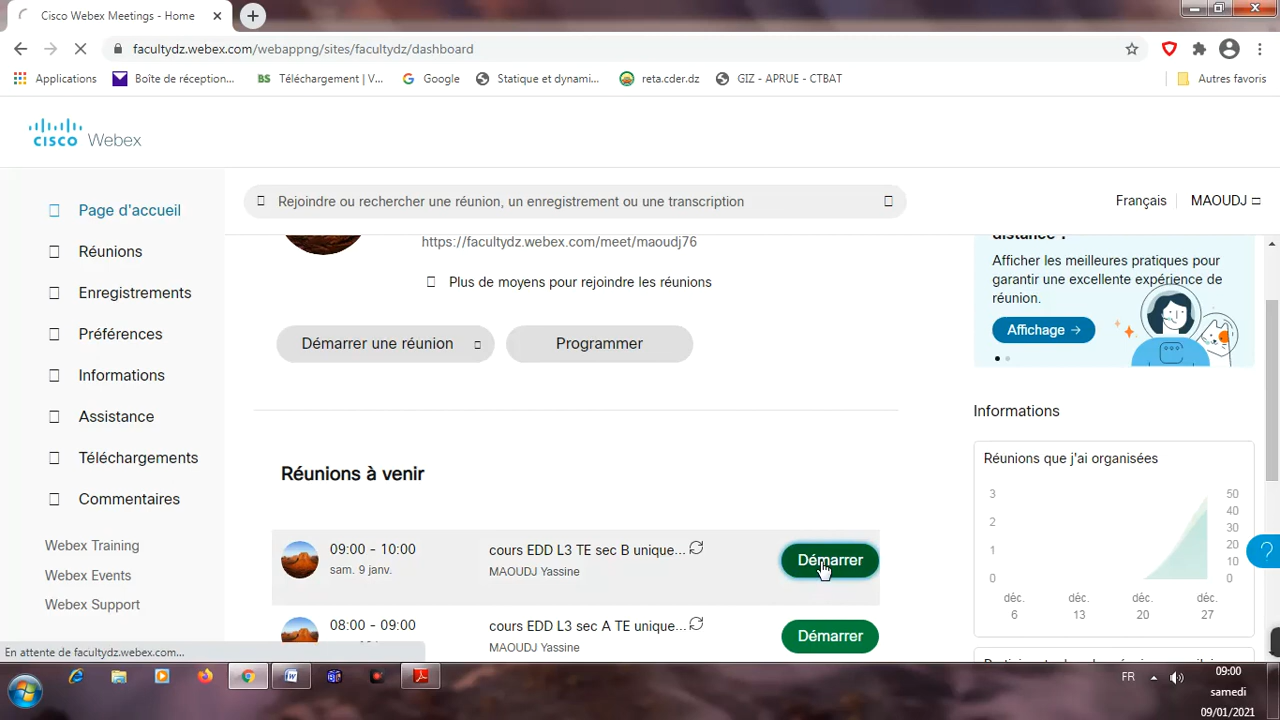 Cisco Webex Meetings - Home
facultydz.webex.com/webappng/sites/facultydz/dashboard
Applications
Boîte de réception...
BS Téléchargement | V...
Google
Statique et dynami...
reta.cder.dz
GIZ - APRUE - CTBAT
Autres favoris
cisco Webex
Rejoindre ou rechercher une réunion, un enregistrement ou une transcription
Français
MAOUDJ
Page d'accueil
Réunions
Enregistrements
Préférences
Informations
Assistance
Téléchargements
Commentaires
Webex Training
Webex Events
Webex Support
https://facultydz.webex.com/meet/maoudj76
Plus de moyens pour rejoindre les réunions
Démarrer une réunion
Programmer
Réunions à venir
09:00 - 10:00
sam. 9 janv.
cours EDD L3 TE sec B unique...
MAOUDJ Yassine
Démarrer
08:00 - 09:00
cours EDD L3 sec A TE unique...
MAOUDJ Yassine
Démarrer
distance ?
Afficher les meilleures pratiques pour
garantir une excellente expérience de
réunion.
Affichage →
Informations
Réunions que j'ai organisées
3
2
1
0
50
40
30
20
10
0
déc. 6
déc. 13
déc. 20
déc. 27
?
En attente de facultydz.webex.com...
FR
09:00
samedi
09/01/2021